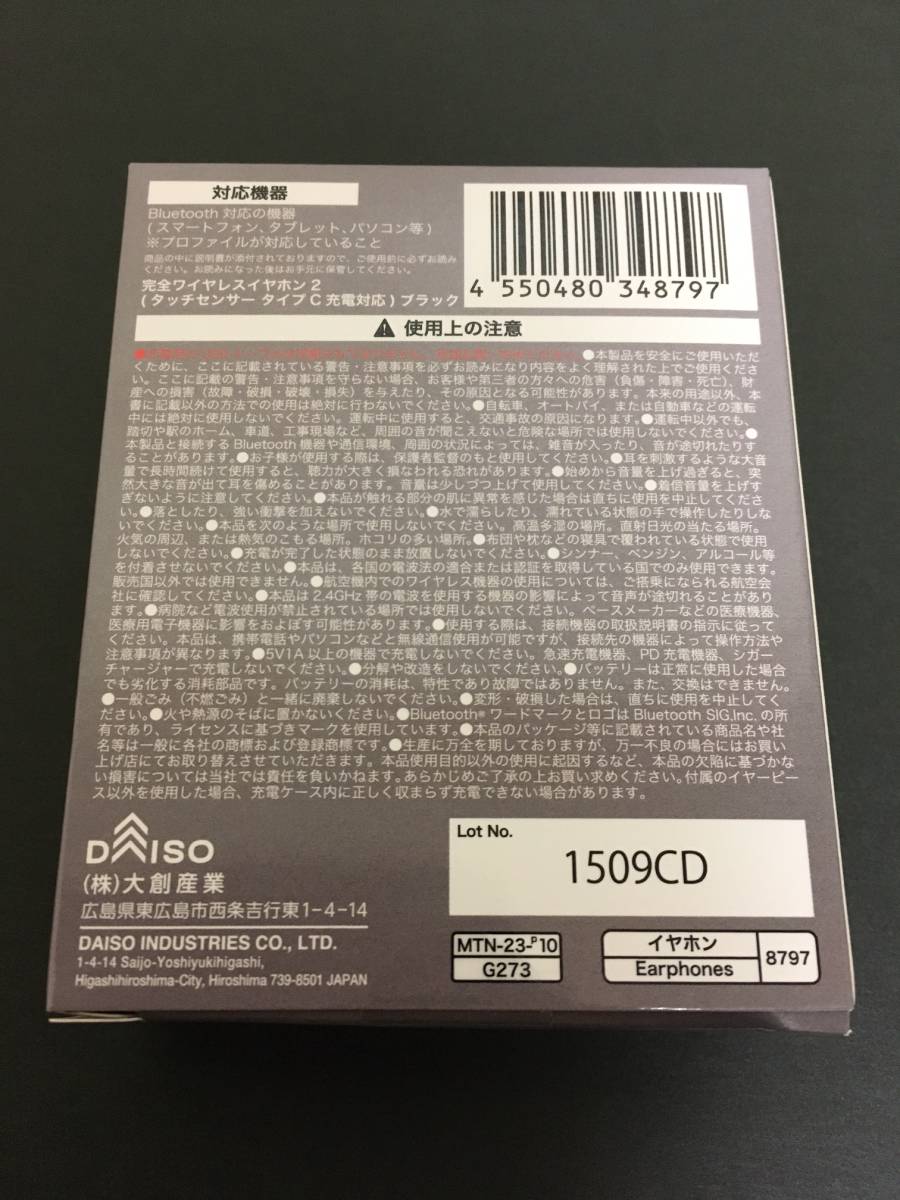 対応機器
Bluetooth 対応の機器
(スマートフォン、タブレット、パソコン等)
※プロファイルが対応していること
商品の中に説明書が添付されておりますので、ご使用前に必ずお読み
ください。お読みになった後はお手元に保管してください。
完全ワイヤレスイヤホン 2
(タッチセンサー タイプ C 充電対応) ブラック
4 550480 348797
⚠ 使用上の注意
●本製品を安全にご使用いただ
くために、ここに記載されている警告・注意事項を必ずお読みになり内容をよく理解された上でご使用くださ
い。ここに記載の警告・注意事項を守らない場合、お客様や第三者の方々への危害(負傷・障害・死亡)、財
産への損害(故障・破損・破壊・損失)を与えたり、その原因となる可能性があります。本来の用途以外、本
書に記載以外の方法での使用は絶対に行わないでください。●自転車、オートバイ、または自動車などの運転
中には絶対に使用しないでください。運転中に使用すると、交通事故の原因になります。●運転中以外でも、
踏切や駅のホーム、車道、工事現場など、周囲の音が聞こえないと危険な場所では使用しないでください。●
本製品と接続する Bluetooth 機器や通信環境、周囲の状況によっては、雑音が入ったり、音が途切れたりす
ることがあります。●お子様が使用する際は、保護者監督のもと使用してください。●耳を刺激するような大音
量で長時間続けて使用すると、聴力が大きく損なわれる恐れがあります。●始めから音量を上げ過ぎると、突
然大きな音が出て耳を傷めることがあります。音量は少しづつ上げて使用してください。●着信音量を上げす
ぎないように注意してください。●本品が触れる部分の肌に異常を感じた場合は直ちに使用を中止してくださ
い。●落としたり、強い衝撃を加えないでください。●水で濡らしたり、濡れている状態の手で操作したりしな
いでください。●本品を次のような場所で使用しないでください。高温多湿の場所。直射日光の当たる場所。
火気の周辺、または熱気のこもる場所。ホコリの多い場所。●布団や枕などの寝具で覆われている状態で使用
しないでください。●充電が完了した状態のまま放置しないでください。●シンナー、ベンジン、アルコール等
を付着させないでください。●本品は、各国の電波法の適合または認証を取得している国でのみ使用できます。
販売国以外では使用できません。●航空機内でのワイヤレス機器の使用については、ご搭乗になられる航空会
社に確認してください。●本品は 2.4GHz 帯の電波を使用する機器の影響によって音声が途切れることがあり
ます。●病院など電波使用が禁止されている場所では使用しないでください。ペースメーカーなどの医療機器、
医療用電子機器に影響をおよぼす可能性があります。●使用する際は、接続機器の取扱説明書の指示に従って
ください。本品は、携帯電話やパソコンなどと無線通信使用が可能ですが、接続先の機器によって操作方法や
注意事項が異なります。●5V1A 以上の機器で充電しないでください。急速充電機器、PD 充電機器、シガー
チャージャーで充電しないでください。●分解や改造をしないでください。●バッテリーは正常に使用した場合
でも劣化する消耗部品です。バッテリーの消耗は、特性であり故障ではありません。また、交換はできません。
●一般ごみ(不燃ごみ)と一緒に廃棄しないでください。●変形・破損した場合は、直ちに使用を中止してくだ
さい。●火や熱源のそばに置かないください。●Bluetooth® ワードマークとロゴは Bluetooth SIG,Inc. の所
有であり、ライセンスに基づきマークを使用しています。●本品のパッケージ等に記載されている商品名や社
名等は一般に各社の商標および登録商標です。●生産に万全を期しておりますが、万一不良の場合にはお買い
上げ店にてお取り替えさせていただきます。本品使用目的以外の使用に起因するなど、本品の欠陥に基づかな
い損害については当社では責任を負いかねます。あらかじめご了承の上お買い求めください。付属のイヤーピー
ス以外を使用した場合、充電ケース内に正しく収まらず充電できない場合があります。
DAISO
(株)大創産業
広島県東広島市西条吉行東1-4-14
DAISO INDUSTRIES CO., LTD.
1-4-14 Saijo-Yoshiyukihigashi,
Higashihiroshima-City, Hiroshima 739-8501 JAPAN
Lot No.
1509CD
MTN-23-P10
G273
イヤホン
Earphones
8797